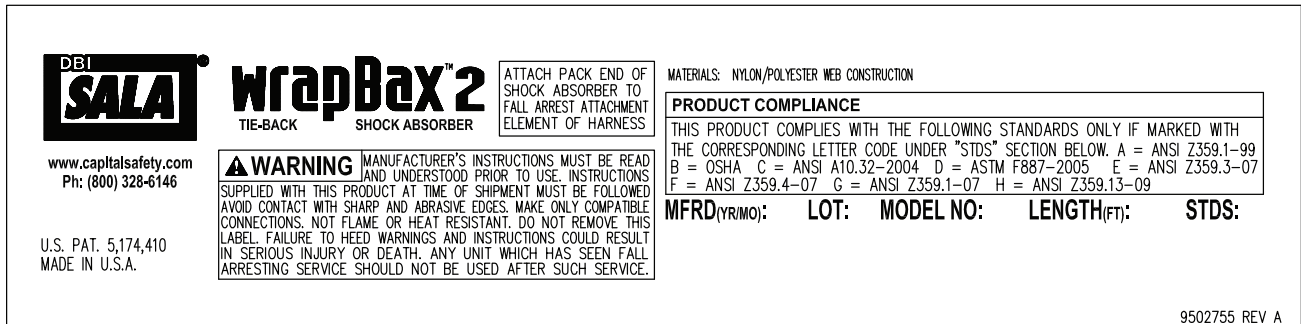 DBI
SALA®
www.capitalsafety.com
Ph: (800) 328-6146
U.S. PAT. 5,174,410
MADE IN U.S.A.
wrapBax™2
TIE-BACK SHOCK ABSORBER
ATTACH PACK END OF
SHOCK ABSORBER TO
FALL ARREST ATTACHMENT
ELEMENT OF HARNESS
WARNING MANUFACTURER'S INSTRUCTIONS MUST BE READ
AND UNDERSTOOD PRIOR TO USE. INSTRUCTIONS
SUPPLIED WITH THIS PRODUCT AT TIME OF SHIPMENT MUST BE FOLLOWED
AVOID CONTACT WITH SHARP AND ABRASIVE EDGES. MAKE ONLY COMPATIBLE
CONNECTIONS. NOT FLAME OR HEAT RESISTANT. DO NOT REMOVE THIS
LABEL. FAILURE TO HEED WARNINGS AND INSTRUCTIONS COULD RESULT
IN SERIOUS INJURY OR DEATH. ANY UNIT WHICH HAS SEEN FALL
ARRESTING SERVICE SHOULD NOT BE USED AFTER SUCH SERVICE.
MATERIALS: NYLON/POLYESTER WEB CONSTRUCTION
PRODUCT COMPLIANCE
THIS PRODUCT COMPLIES WITH THE FOLLOWING STANDARDS ONLY IF MARKED WITH
THE CORRESPONDING LETTER CODE UNDER "STDS" SECTION BELOW. A = ANSI Z359.1-99
B = OSHA C = ANSI A10.32-2004 D = ASTM F887-2005 E = ANSI Z359.3-07
F = ANSI Z359.4-07 G = ANSI Z359.1-07 H = ANSI Z359.13-09
MFRD(YR/MO): LOT: MODEL NO: LENGTH(FT): STDS:
9502755 REV A